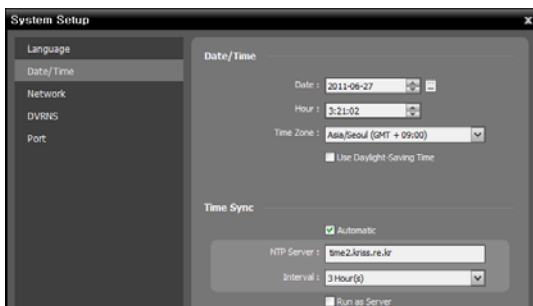 System Setup
Language
Date/Time
Network
DVRNS
Port
Date/Time
Date : 2011-06-27
Hour : 3:21:02
Time Zone : Asia/Seoul (GMT + 09:00)
Use Daylight-Saving Time
Time Sync
Automatic
NTP Server : time2.kriss.re.kr
Interval : 3 Hour(s)
Run as Server